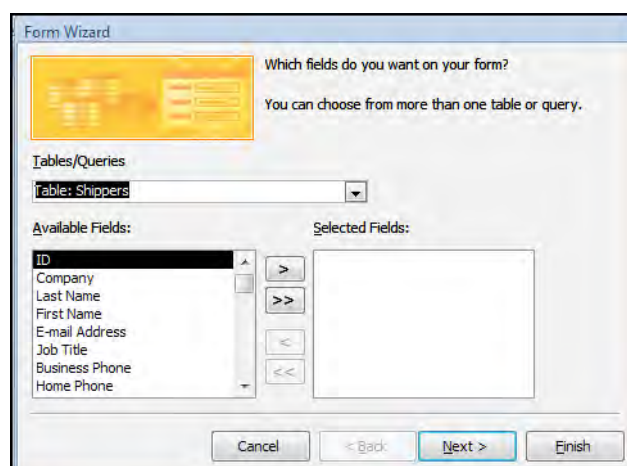 Form Wizard
Which fields do you want on your form?
You can choose from more than one table or query.
Tables/Queries
Table: Shippers
Available Fields:
Selected Fields:
ID
Company
Last Name
First Name
E-mail Address
Job Title
Business Phone
Home Phone
>
>>
<
<<
Cancel
< Back
Next >
Finish